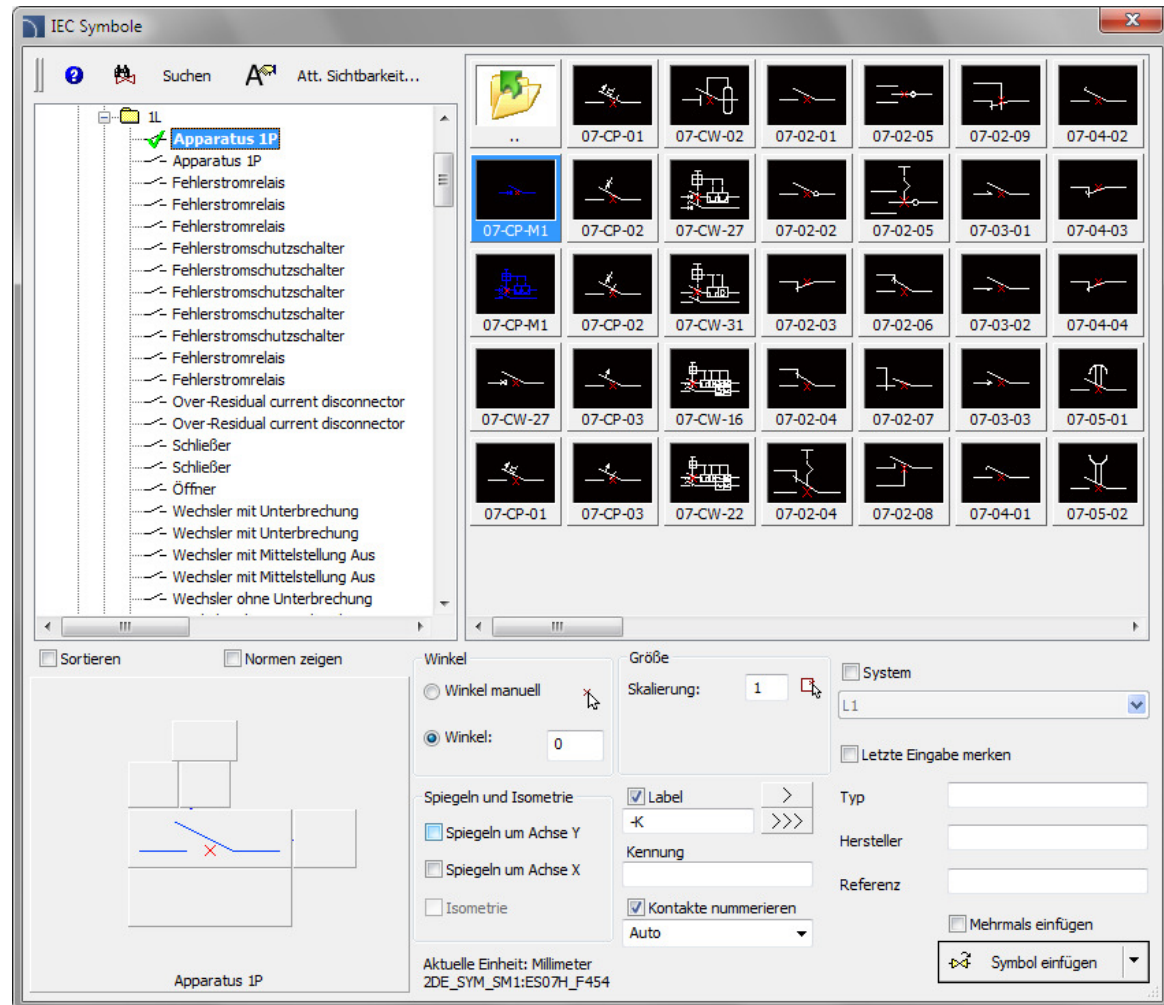 IEC Symbole
Suchen
Att. Sichtbarkeit...
1L
Apparatus 1P
Apparatus 1P
Fehlerstromrelais
Fehlerstromrelais
Fehlerstromrelais
Fehlerstromschutzschalter
Fehlerstromschutzschalter
Fehlerstromschutzschalter
Fehlerstromschutzschalter
Fehlerstromschutzschalter
Fehlerstromrelais
Fehlerstromrelais
Over-Residual current disconnector
Over-Residual current disconnector
Schließer
Schließer
Öffner
Wechsler mit Unterbrechung
Wechsler mit Unterbrechung
Wechsler mit Mittelstellung Aus
Wechsler mit Mittelstellung Aus
Wechsler ohne Unterbrechung
.. 07-CP-01 07-CW-02 07-02-01 07-02-05 07-02-09 07-04-02
07-CP-M1 07-CP-02 07-CW-27 07-02-02 07-02-05 07-03-01 07-04-03
07-CP-M1 07-CP-02 07-CW-31 07-02-03 07-02-06 07-03-02 07-04-04
07-CW-27 07-CP-03 07-CW-16 07-02-04 07-02-07 07-03-03 07-05-01
07-CP-01 07-CP-03 07-CW-22 07-02-04 07-02-08 07-04-01 07-05-02
Sortieren
Normen zeigen
Apparatus 1P
Winkel
Winkel manuell
Winkel: 0
Größe
Skalierung: 1
System
L1
Letzte Eingabe merken
Spiegeln und Isometrie
Spiegeln um Achse Y
Spiegeln um Achse X
Isometrie
Label >
-K >>>
Kennung
Kontakte nummerieren
Auto
Typ
Hersteller
Referenz
Mehrmals einfügen
Symbol einfügen
Aktuelle Einheit: Millimeter
2DE_SYM_SM1:ES07H_F454